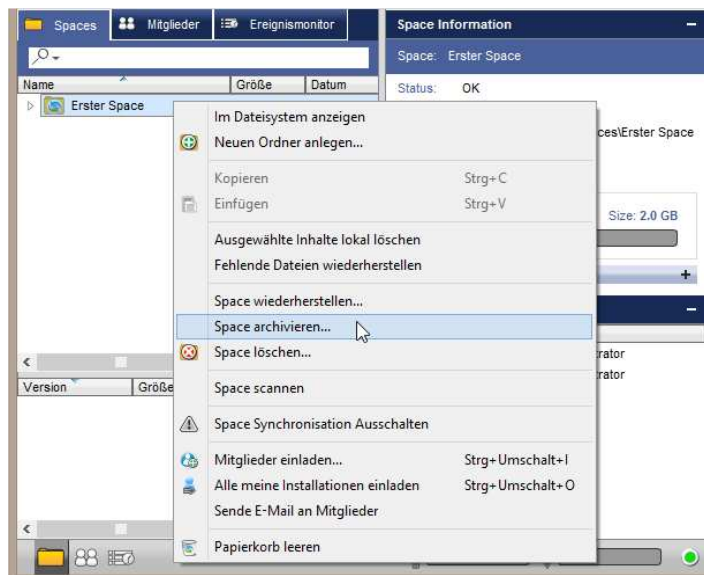 Spaces
Mitglieder
Ereignismonitor
Space Information
Space: Erster Space
Name
Größe
Datum
Status: OK
Erster Space
Im Dateisystem anzeigen
ces\Erster Space
Neuen Ordner anlegen...
Kopieren Strg+C
Einfügen Strg+V
Size: 2.0 GB
Ausgewählte Inhalte lokal löschen
Fehlende Dateien wiederherstellen
Space wiederherstellen...
Space archivieren...
Space löschen...
trator
trator
Version
Größe
Space scannen
Space Synchronisation Ausschalten
Mitglieder einladen... Strg+Umschalt+I
Alle meine Installationen einladen Strg+Umschalt+O
Sende E-Mail an Mitglieder
Papierkorb leeren